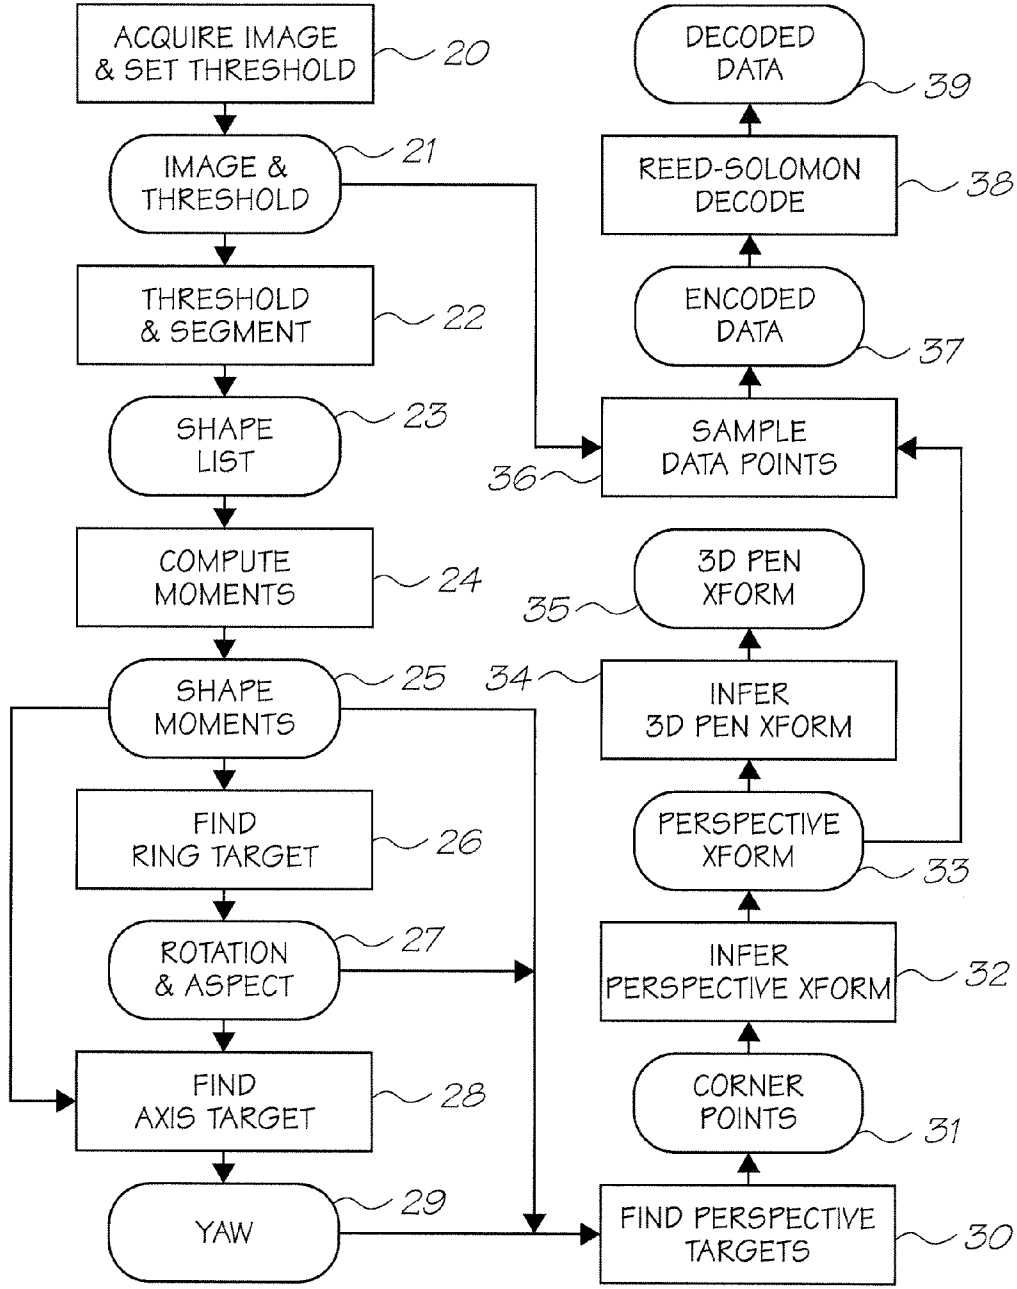 ACQUIRE IMAGE
& SET THRESHOLD
20
IMAGE &
THRESHOLD
21
THRESHOLD
& SEGMENT
22
SHAPE
LIST
23
COMPUTE
MOMENTS
24
SHAPE
MOMENTS
25
FIND
RING TARGET
26
ROTATION
& ASPECT
27
FIND
AXIS TARGET
28
YAW
29
DECODED
DATA
39
REED-SOLOMON
DECODE
38
ENCODED
DATA
37
SAMPLE
DATA POINTS
36
3D PEN
XFORM
35
INFER
3D PEN XFORM
34
PERSPECTIVE
XFORM
33
INFER
PERSPECTIVE XFORM
32
CORNER
POINTS
31
FIND PERSPECTIVE
TARGETS
30